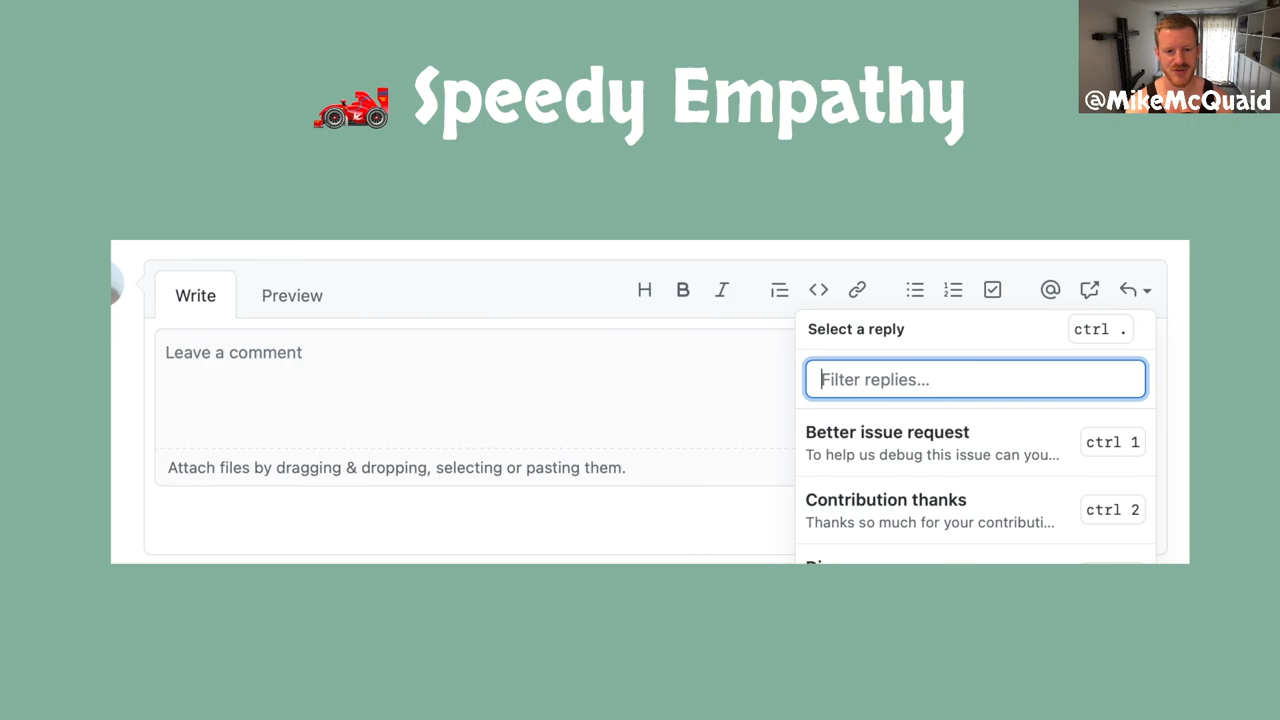 Speedy Empathy
@MikeMcQuaid
Write
Preview
H B I
Select a reply
ctrl .
Leave a comment
Filter replies...
Better issue request
To help us debug this issue can you...
ctrl 1
Attach files by dragging & dropping, selecting or pasting them.
Contribution thanks
Thanks so much for your contributi...
ctrl 2